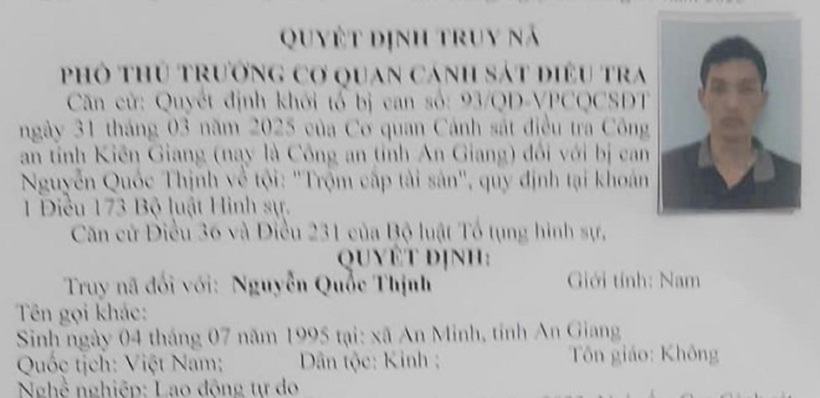 QUYẾT ĐỊNH TRUY NÃ
PHÓ THỦ TRƯỞNG CƠ QUAN CẢNH SÁT ĐIỀU TRA
Căn cứ: Quyết định khởi tố bị can số: 93/QĐ-VPCQCSĐT
ngày 31 tháng 03 năm 2025 của Cơ quan Cảnh sát điều tra Công
an tỉnh Kiên Giang (nay là Công an tỉnh An Giang) đối với bị can
Nguyễn Quốc Thịnh về tội: "Trộm cắp tài sản", quy định tại khoản
1 Điều 173 Bộ luật Hình sự.
Căn cứ Điều 36 và Điều 231 của Bộ luật Tố tụng hình sự,
QUYẾT ĐỊNH:
Truy nã đối với: Nguyễn Quốc Thịnh Giới tính: Nam
Tên gọi khác:
Sinh ngày 04 tháng 07 năm 1995 tại: xã An Minh, tỉnh An Giang
Quốc tịch: Việt Nam; Dân tộc: Kinh ; Tôn giáo: Không
Nghề nghiệp: Lao động tự do